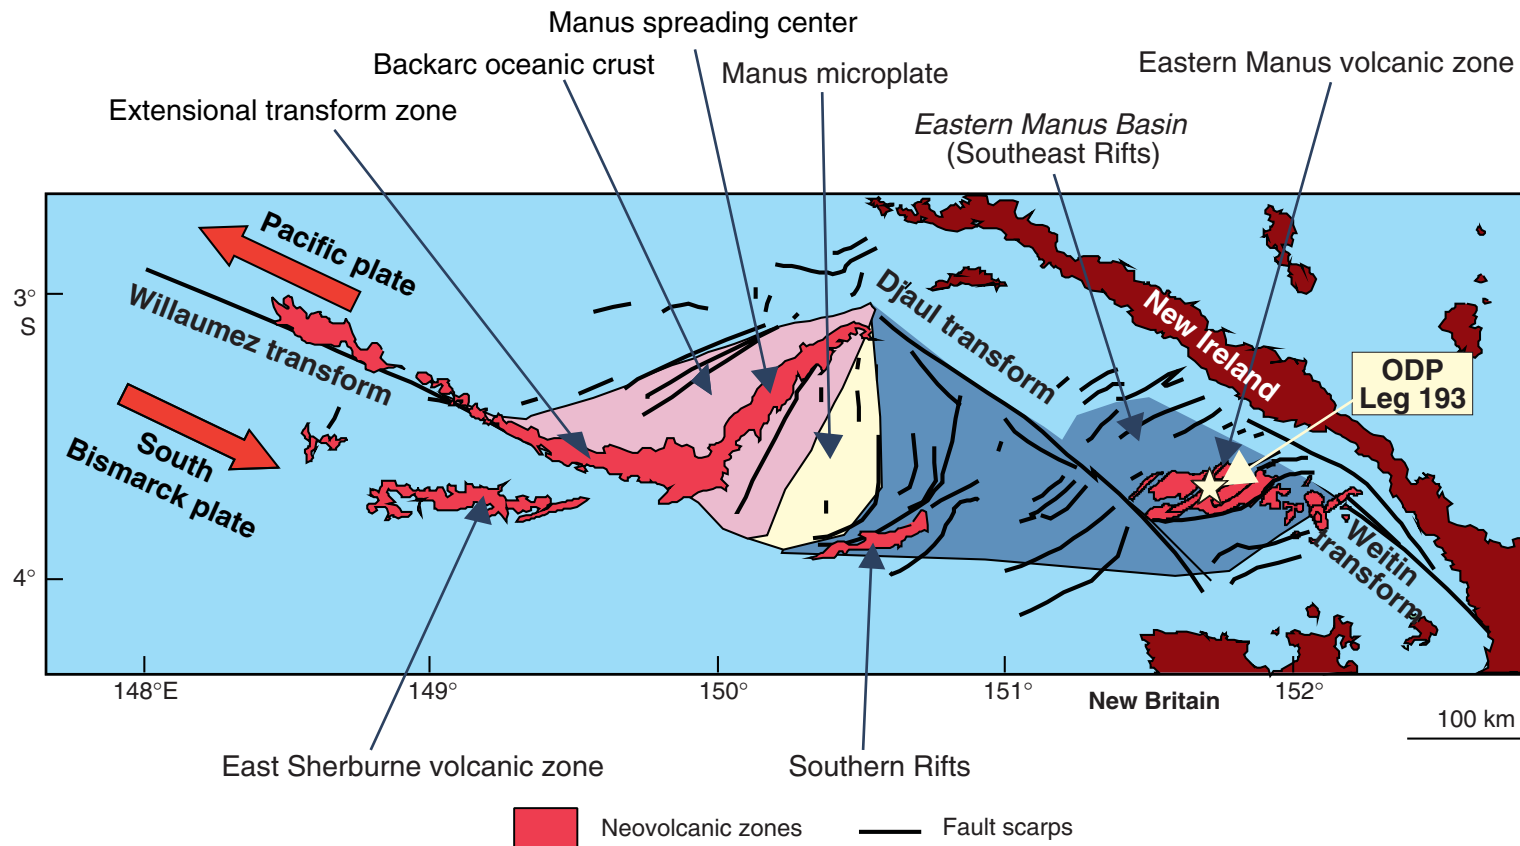 Manus spreading center
Backarc oceanic crust
Manus microplate
Eastern Manus volcanic zone
Extensional transform zone
Eastern Manus Basin
(Southeast Rifts)
Pacific plate
Willaumez transform
Djaul transform
New Ireland
3°
S
ODP
Leg 193
South
Bismarck plate
Weitin
transform
4°
148°E
149°
150°
151°
152°
New Britain
100 km
East Sherburne volcanic zone
Southern Rifts
Neovolcanic zones
Fault scarps